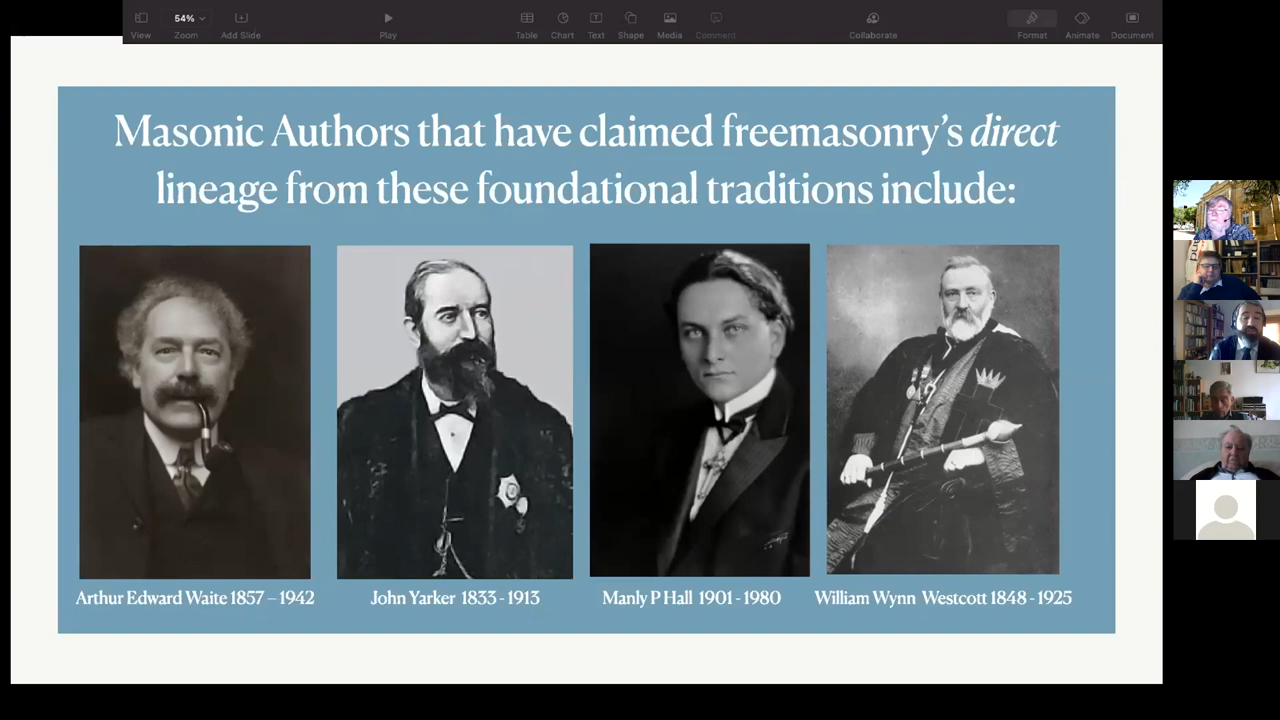 54%
View
Zoom
Add Slide
Play
Table
Chart
Text
Shape
Media
Comment
Collaborate
Format
Animate
Document
Masonic Authors that have claimed freemasonry’s direct
lineage from these foundational traditions include:
Arthur Edward Waite 1857 – 1942
John Yarker 1833 - 1913
Manly P Hall 1901 - 1980
William Wynn Westcott 1848 - 1925